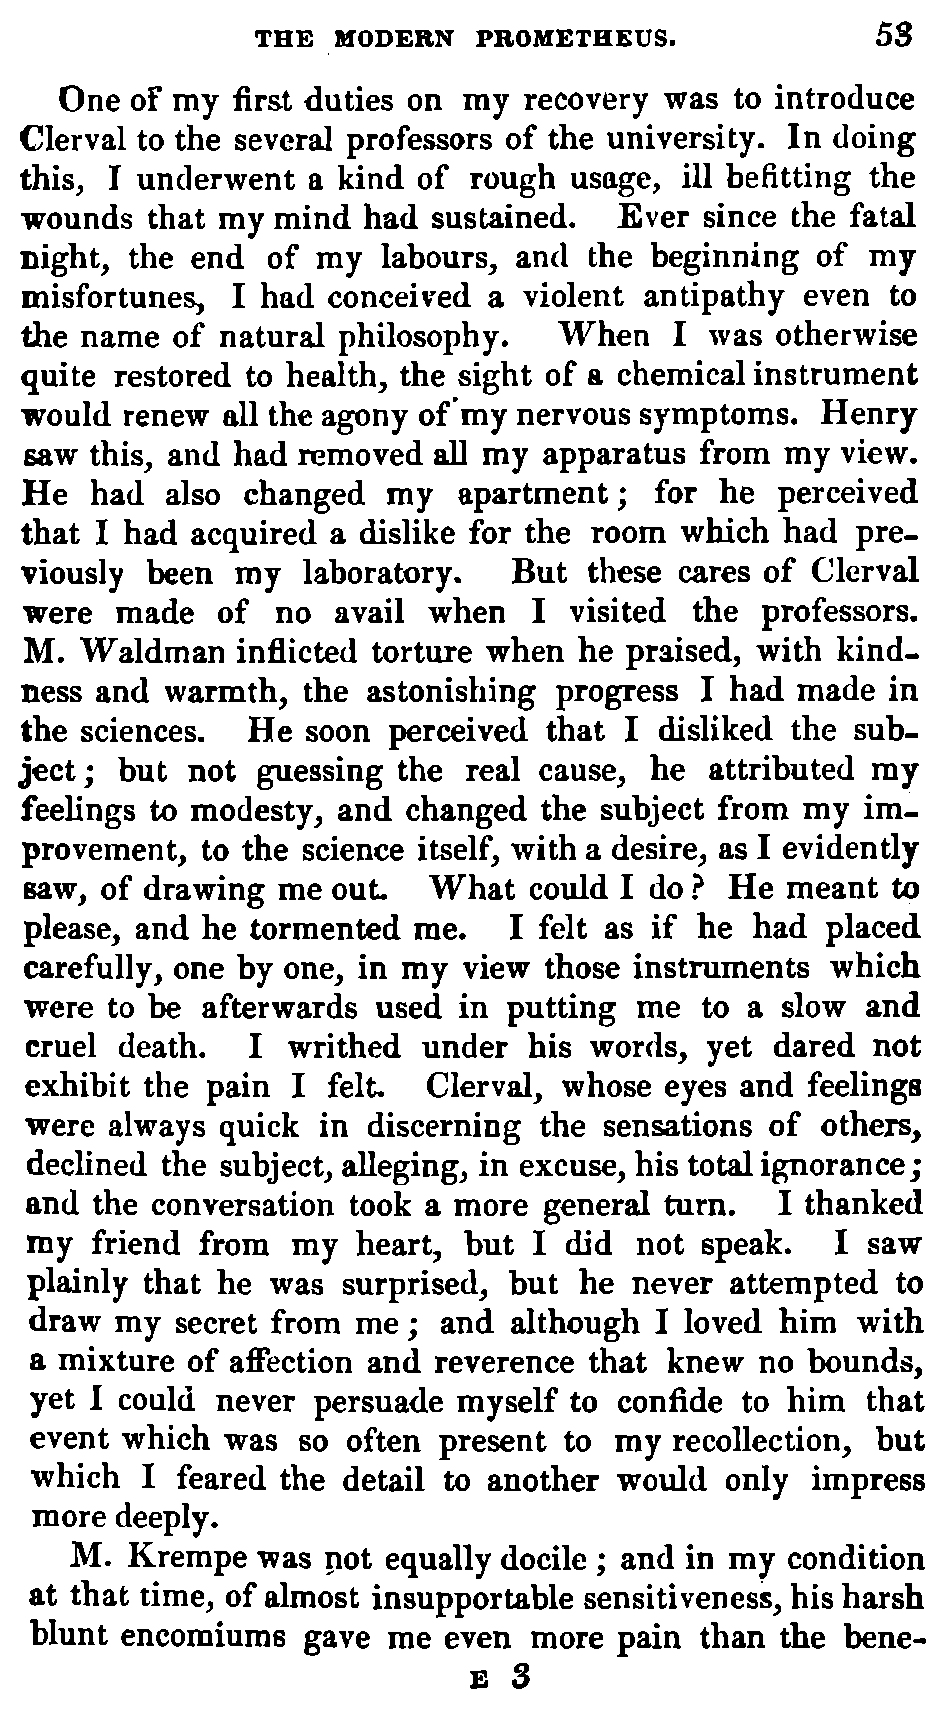 THE MODERN PROMETHEUS. 53
One of my first duties on my recovery was to introduce
Clerval to the several professors of the university. In doing
this, I underwent a kind of rough usage, ill befitting the
wounds that my mind had sustained. Ever since the fatal
night, the end of my labours, and the beginning of my
misfortunes, I had conceived a violent antipathy even to
the name of natural philosophy. When I was otherwise
quite restored to health, the sight of a chemical instrument
would renew all the agony of my nervous symptoms. Henry
saw this, and had removed all my apparatus from my view.
He had also changed my apartment; for he perceived
that I had acquired a dislike for the room which had pre-
viously been my laboratory. But these cares of Clerval
were made of no avail when I visited the professors.
M. Waldman inflicted torture when he praised, with kind-
ness and warmth, the astonishing progress I had made in
the sciences. He soon perceived that I disliked the sub-
ject; but not guessing the real cause, he attributed my
feelings to modesty, and changed the subject from my im-
provement, to the science itself, with a desire, as I evidently
saw, of drawing me out. What could I do? He meant to
please, and he tormented me. I felt as if he had placed
carefully, one by one, in my view those instruments which
were to be afterwards used in putting me to a slow and
cruel death. I writhed under his words, yet dared not
exhibit the pain I felt. Clerval, whose eyes and feelings
were always quick in discerning the sensations of others,
declined the subject, alleging, in excuse, his total ignorance;
and the conversation took a more general turn. I thanked
my friend from my heart, but I did not speak. I saw
plainly that he was surprised, but he never attempted to
draw my secret from me; and although I loved him with
a mixture of affection and reverence that knew no bounds,
yet I could never persuade myself to confide to him that
event which was so often present to my recollection, but
which I feared the detail to another would only impress
more deeply.
M. Krempe was not equally docile; and in my condition
at that time, of almost insupportable sensitiveness, his harsh
blunt encomiums gave me even more pain than the bene-
E 3